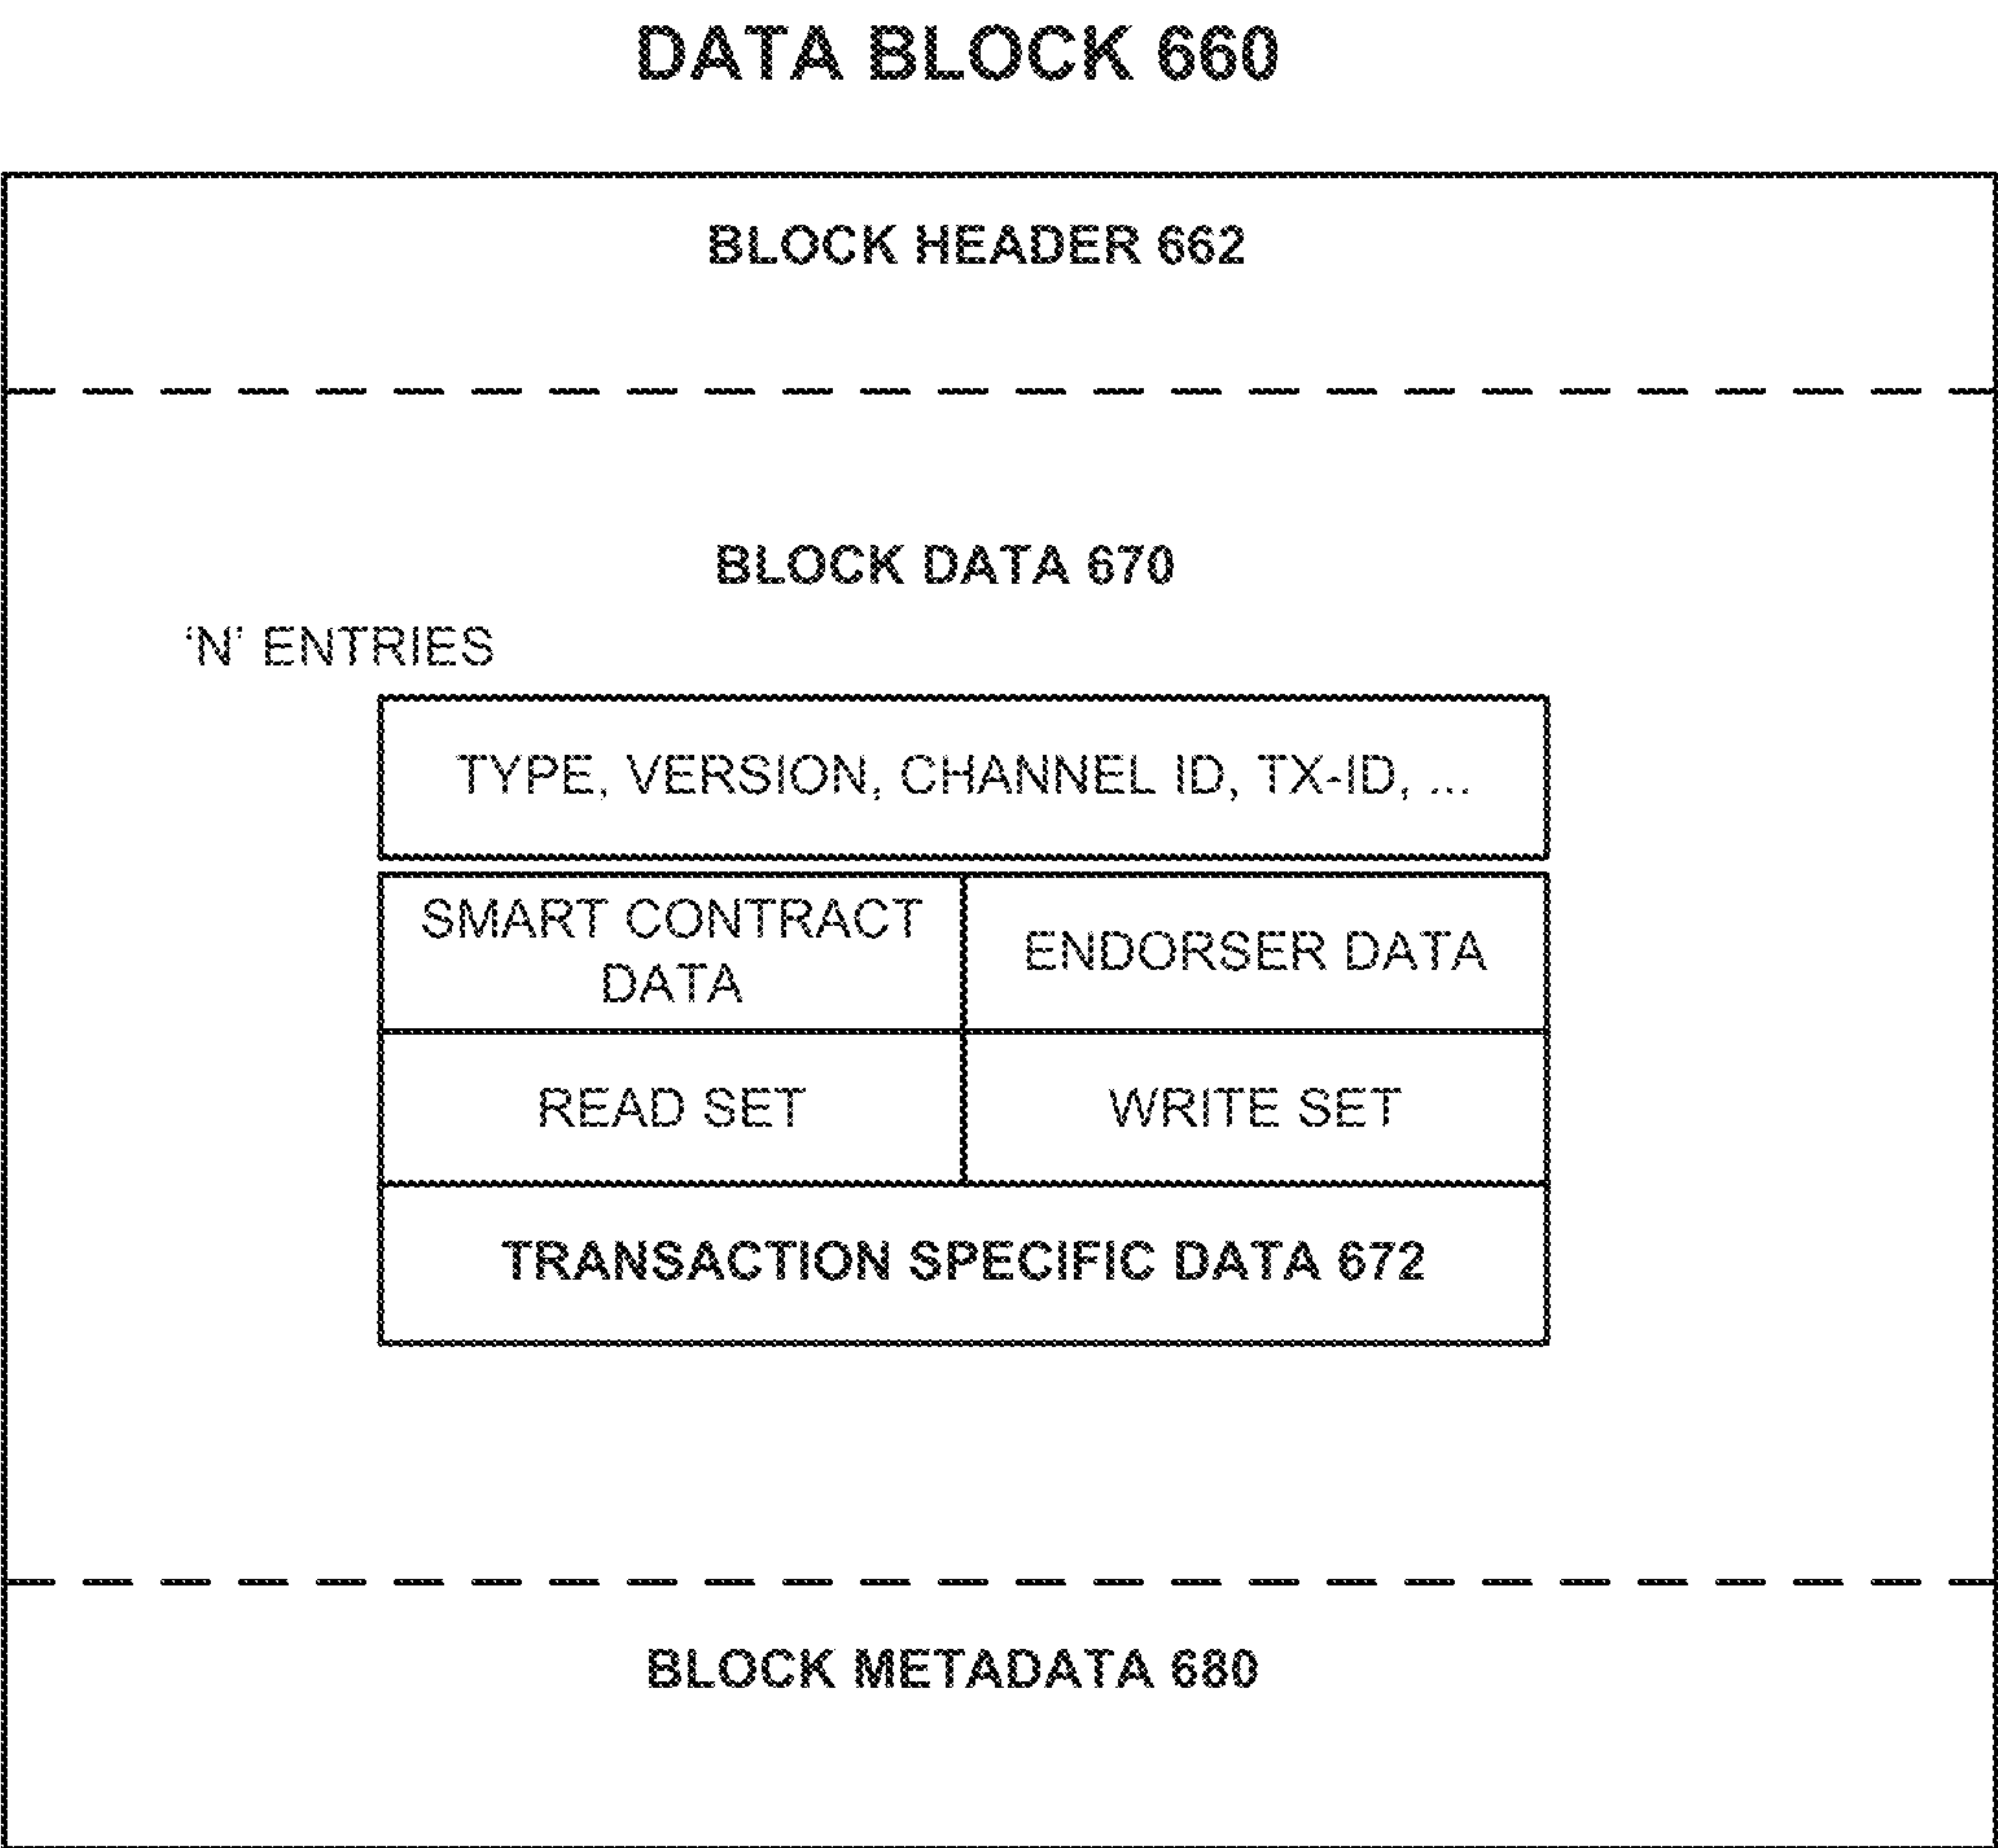 DATA BLOCK 660
BLOCK HEADER 662
BLOCK DATA 670
‘N’ ENTRIES
TYPE, VERSION, CHANNEL ID, TX-ID, ...
SMART CONTRACT
DATA
ENDORSER DATA
READ SET
WRITE SET
TRANSACTION SPECIFIC DATA 672
BLOCK METADATA 680